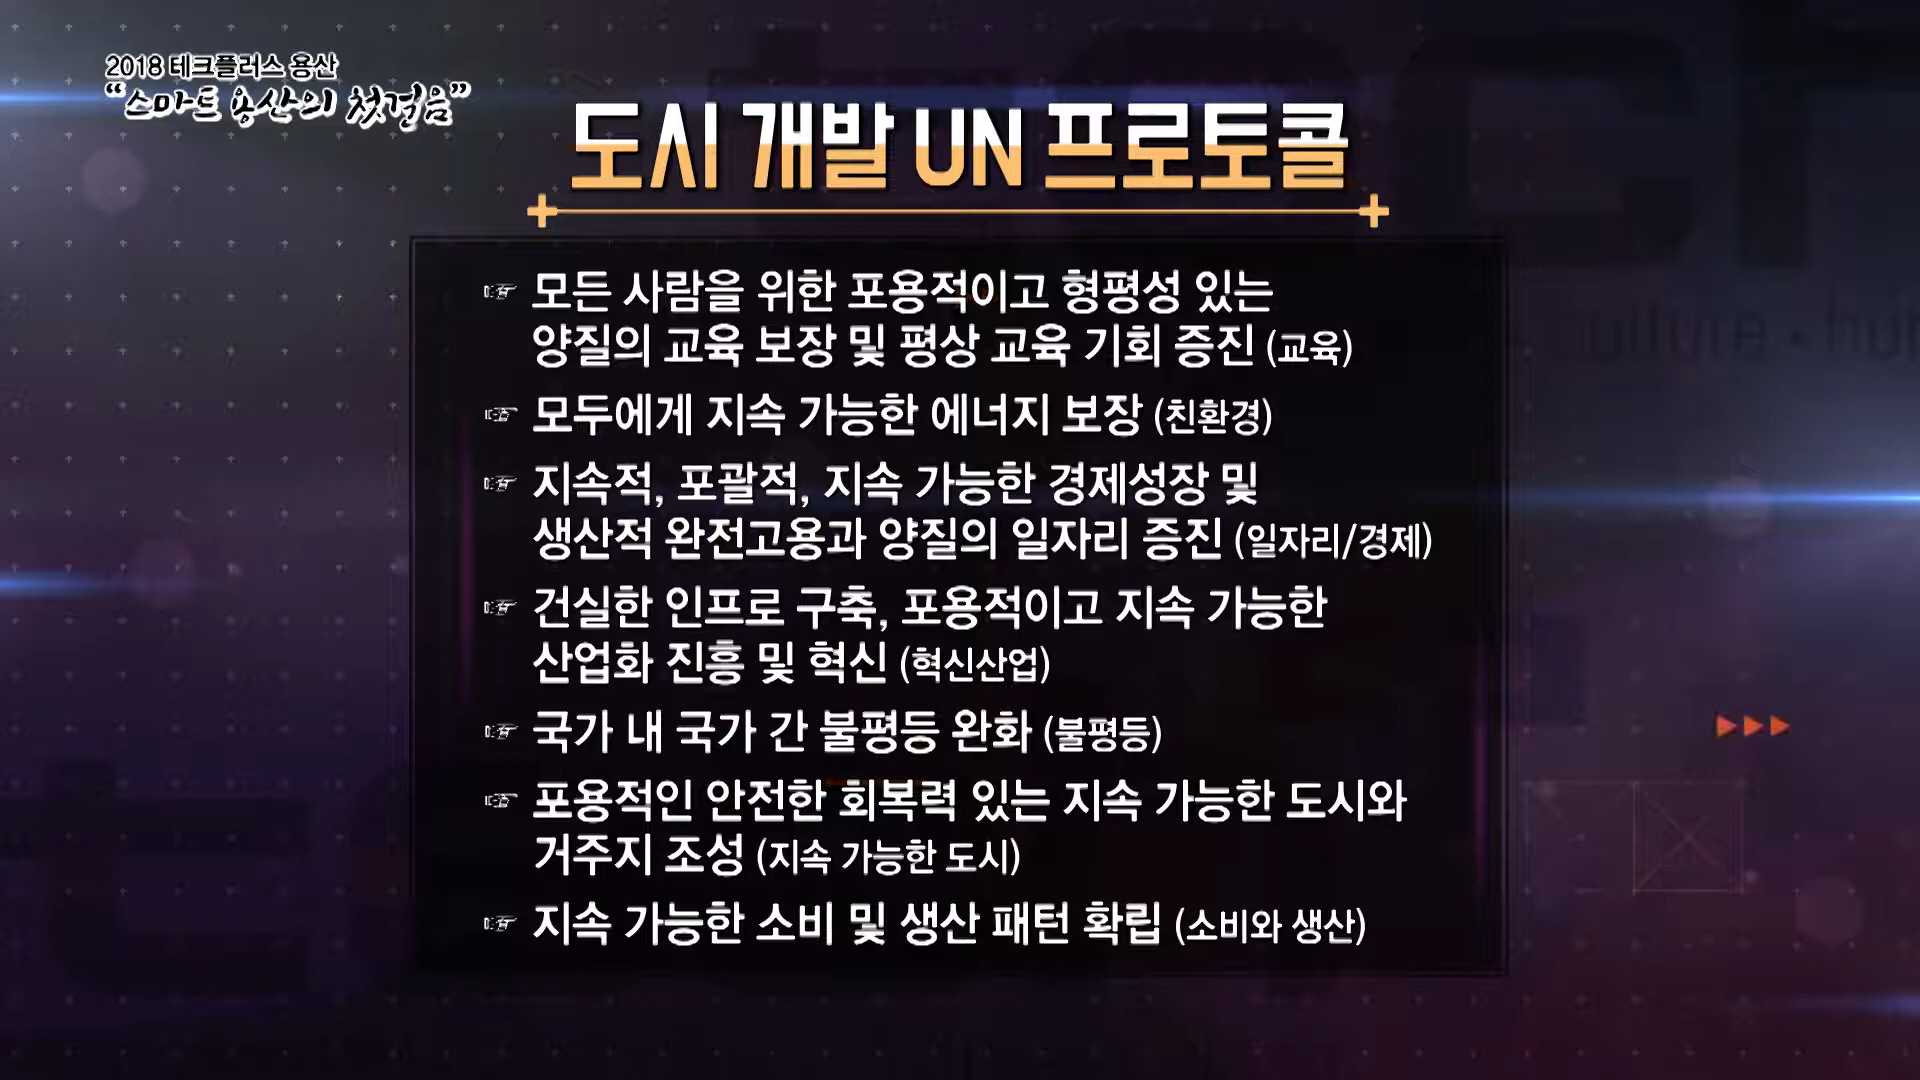 2018 테크플러스 용산
“스마트 용산의 첫걸음”
도시 개발 UN 프로토콜
☞ 모든 사람을 위한 포용적이고 형평성 있는
양질의 교육 보장 및 평상 교육 기회 증진 (교육)
☞ 모두에게 지속 가능한 에너지 보장 (친환경)
☞ 지속적, 포괄적, 지속 가능한 경제성장 및
생산적 완전고용과 양질의 일자리 증진 (일자리/경제)
☞ 건실한 인프로 구축, 포용적이고 지속 가능한
산업화 진흥 및 혁신 (혁신산업)
☞ 국가 내 국가 간 불평등 완화 (불평등)
☞ 포용적인 안전한 회복력 있는 지속 가능한 도시와
거주지 조성 (지속 가능한 도시)
☞ 지속 가능한 소비 및 생산 패턴 확립 (소비와 생산)